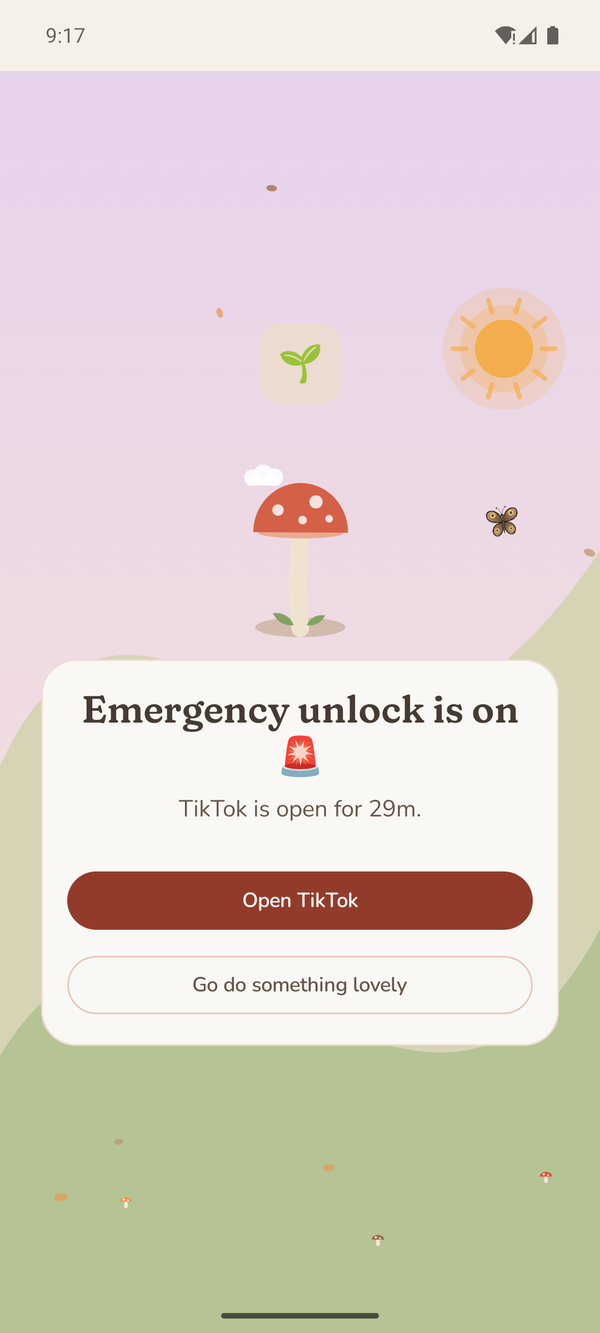 9:17
Emergency unlock is on
🚨
TikTok is open for 29m.
Open TikTok
Go do something lovely